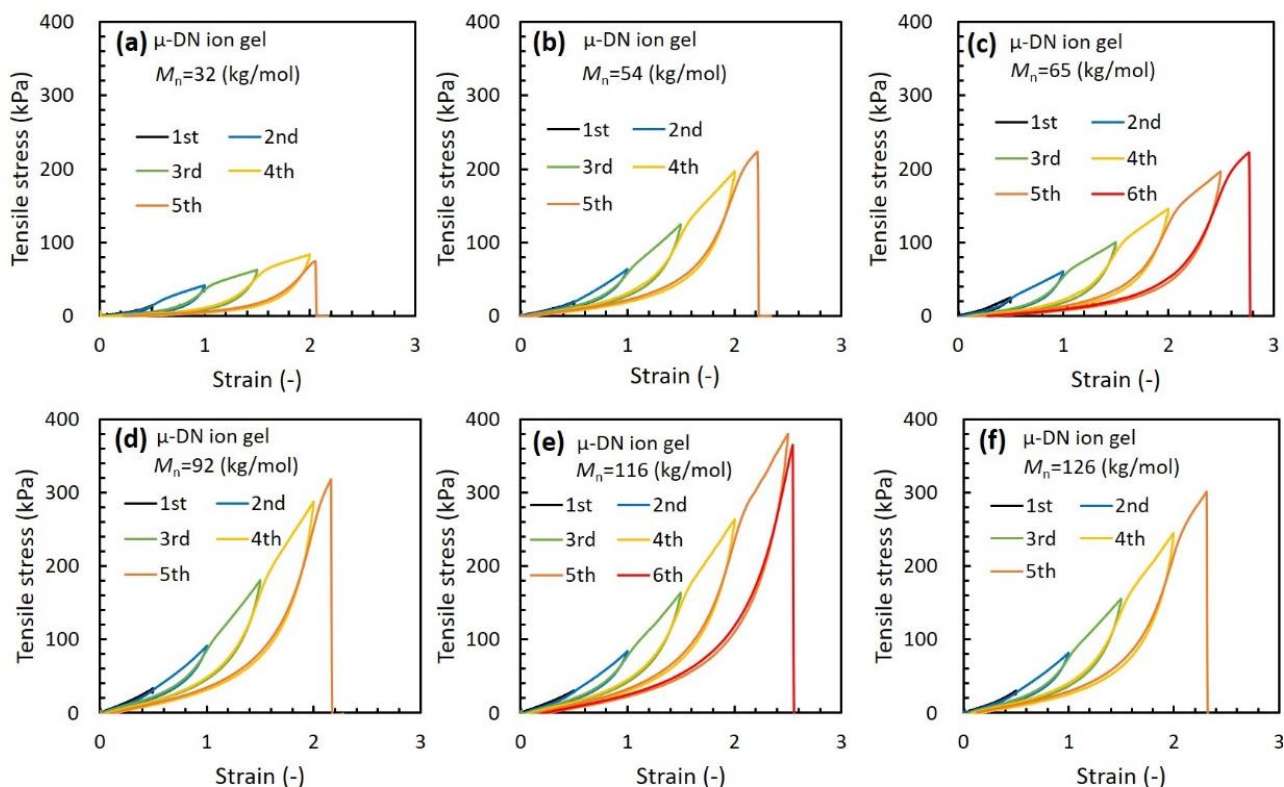 (a) μ-DN ion gel
Mn=32 (kg/mol)
1st 2nd
3rd 4th
5th
400
300
200
100
0
0 1 2 3
Tensile stress (kPa)
Strain (-)
(b) μ-DN ion gel
Mn=54 (kg/mol)
1st 2nd
3rd 4th
5th
400
300
200
100
0
0 1 2 3
Tensile stress (kPa)
Strain (-)
(c) μ-DN ion gel
Mn=65 (kg/mol)
1st 2nd
3rd 4th
5th 6th
400
300
200
100
0
0 1 2 3
Tensile stress (kPa)
Strain (-)
(d) μ-DN ion gel
Mn=92 (kg/mol)
1st 2nd
3rd 4th
5th
400
300
200
100
0
0 1 2 3
Tensile stress (kPa)
Strain (-)
(e) μ-DN ion gel
Mn=116 (kg/mol)
1st 2nd
3rd 4th
5th 6th
400
300
200
100
0
0 1 2 3
Tensile stress (kPa)
Strain (-)
(f) μ-DN ion gel
Mn=126 (kg/mol)
1st 2nd
3rd 4th
5th
400
300
200
100
0
0 1 2 3
Tensile stress (kPa)
Strain (-)